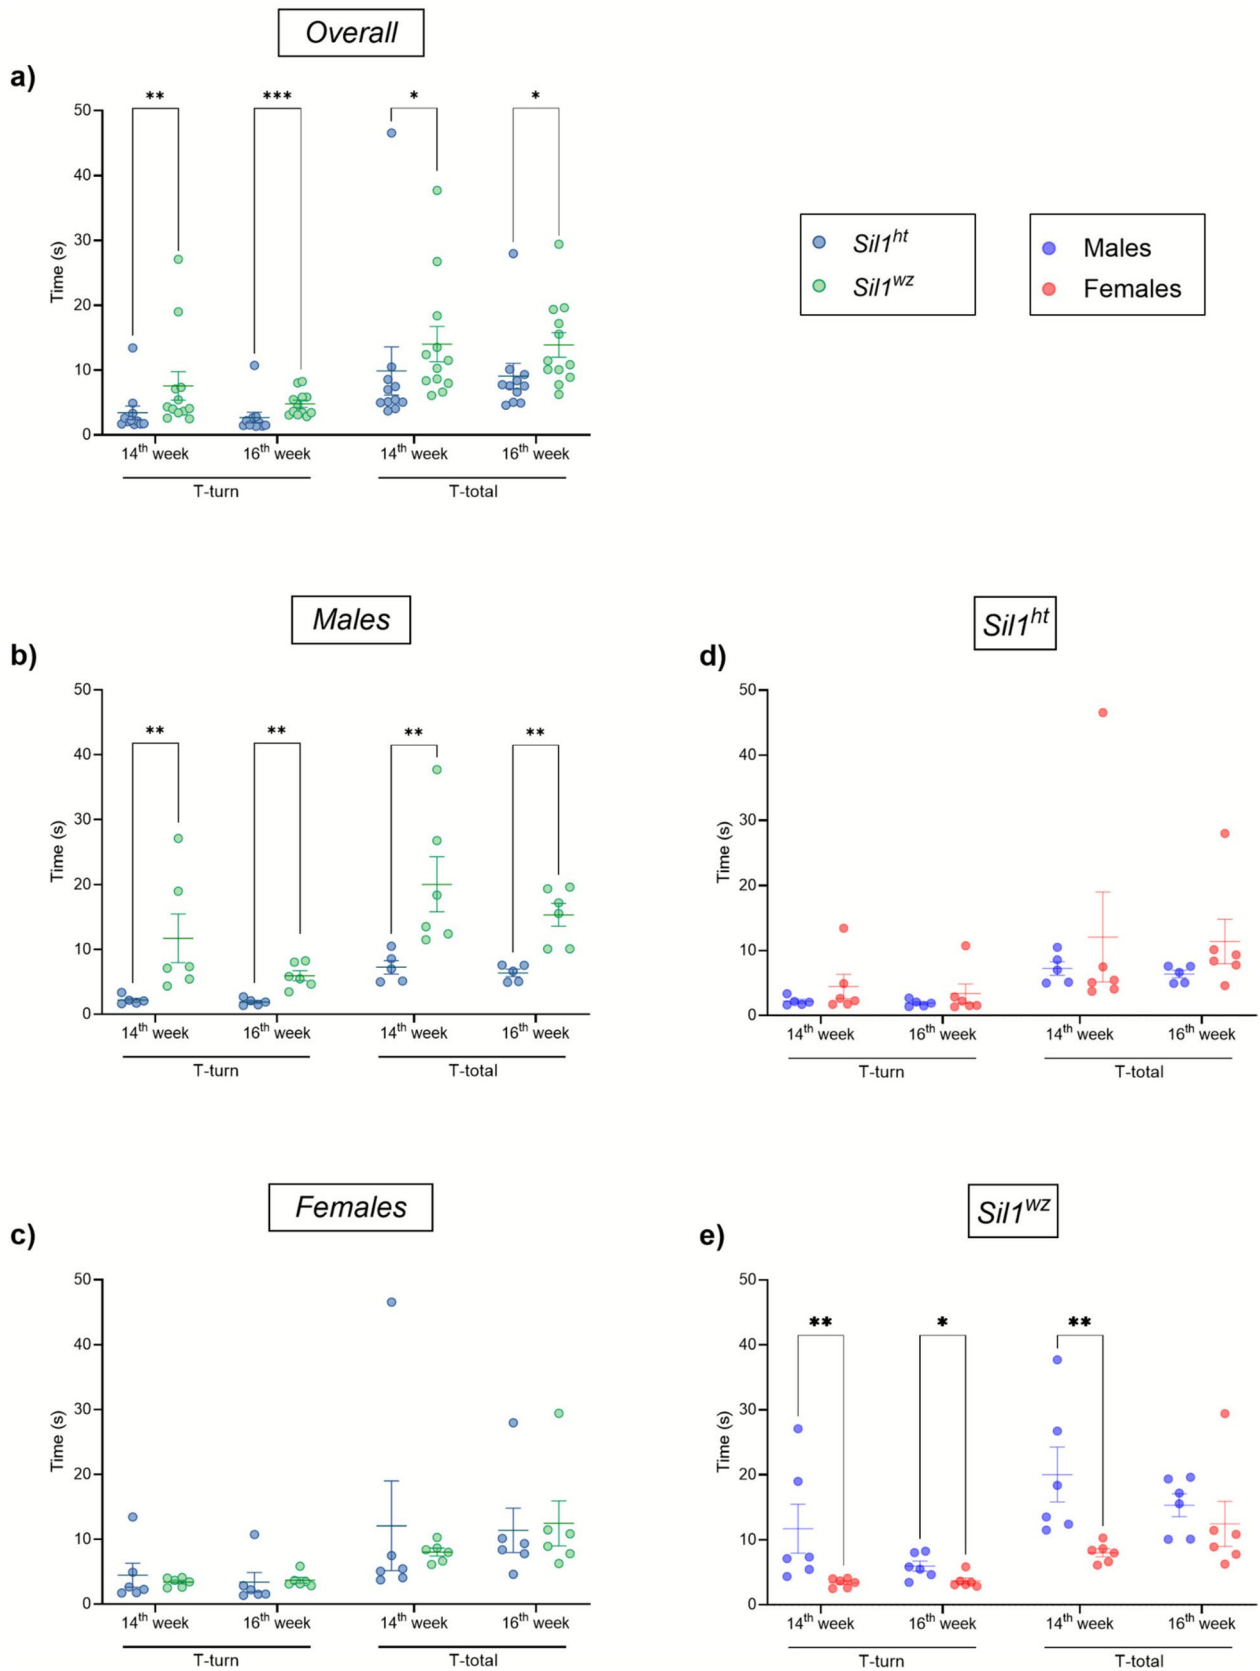 Overall
a)
** *** * *
50
40
30
20
10
0
Time (s)
14th week 16th week 14th week 16th week
T-turn T-total
Sil1ht
Sil1wz
Males
Females
Males
b)
** ** ** **
50
40
30
20
10
0
Time (s)
14th week 16th week 14th week 16th week
T-turn T-total
Sil1ht
d)
50
40
30
20
10
0
Time (s)
14th week 16th week 14th week 16th week
T-turn T-total
Females
c)
50
40
30
20
10
0
Time (s)
14th week 16th week 14th week 16th week
T-turn T-total
Sil1wz
e)
** * **
50
40
30
20
10
0
Time (s)
14th week 16th week 14th week 16th week
T-turn T-total